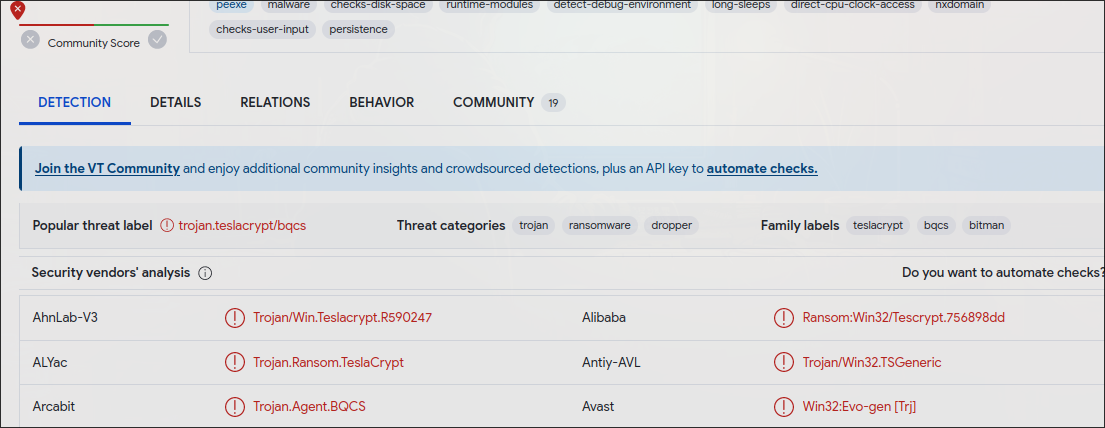 peexe malware checks-disk-space runtime-modules detect-debug-environment long-sleeps direct-cpu-clock-access nxdomain
checks-user-input persistence
Community Score
DETECTION DETAILS RELATIONS BEHAVIOR COMMUNITY 19
Join the VT Community and enjoy additional community insights and crowdsourced detections, plus an API key to automate checks.
Popular threat label trojan.teslacrypt/bqcs Threat categories trojan ransomware dropper Family labels teslacrypt bqcs bitman
Security vendors' analysis Do you want to automate checks?
AhnLab-V3 Trojan/Win.Teslacrypt.R590247 Alibaba Ransom:Win32/Tescrypt.756898dd
ALYac Trojan.Ransom.TeslaCrypt Antiy-AVL Trojan/Win32.TSGeneric
Arcabit Trojan.Agent.BQCS Avast Win32:Evo-gen [Trj]